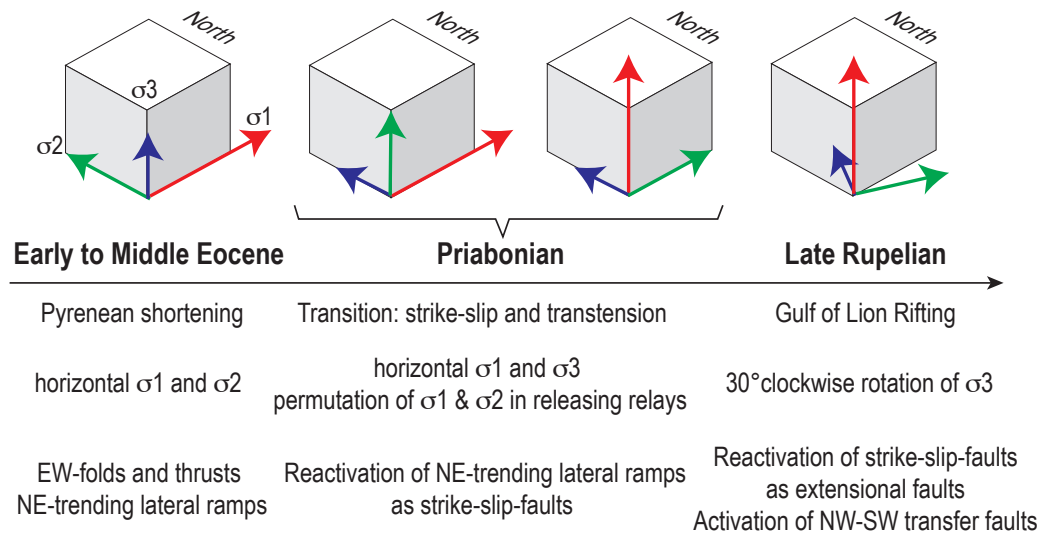 North
North
North
North
σ3
σ1
σ2
Early to Middle Eocene
Priabonian
Late Rupelian
Pyrenean shortening
Transition: strike-slip and transtension
Gulf of Lion Rifting
horizontal σ1 and σ2
horizontal σ1 and σ3
permutation of σ1 & σ2 in releasing relays
30°clockwise rotation of σ3
EW-folds and thrusts
NE-trending lateral ramps
Reactivation of NE-trending lateral ramps
as strike-slip-faults
Reactivation of strike-slip-faults
as extensional faults
Activation of NW-SW transfer faults